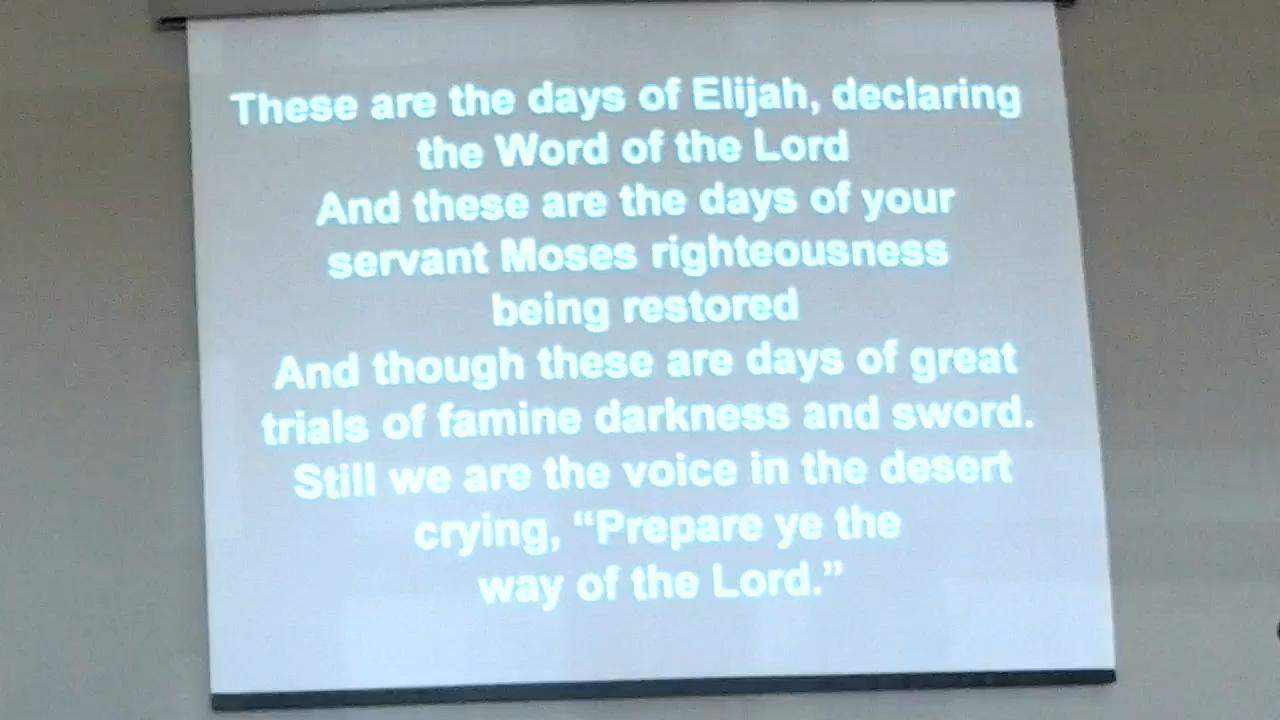 These are the days of Elijah, declaring
the Word of the Lord
And these are the days of your
servant Moses righteousness
being restored
And though these are days of great
trials of famine darkness and sword.
Still we are the voice in the desert
crying, “Prepare ye the
way of the Lord.”